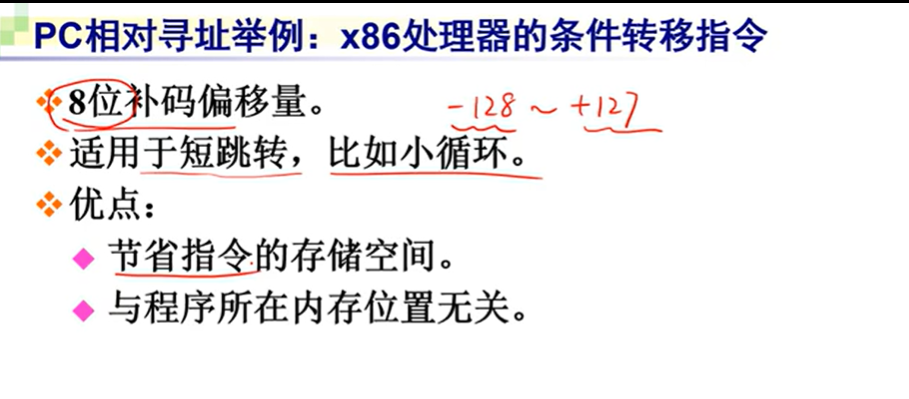 PC相对寻址举例：x86处理器的条件转移指令
8位补码偏移量。 -128 ~ +127
适用于短跳转，比如小循环。
优点：
节省指令的存储空间。
与程序所在内存位置无关。